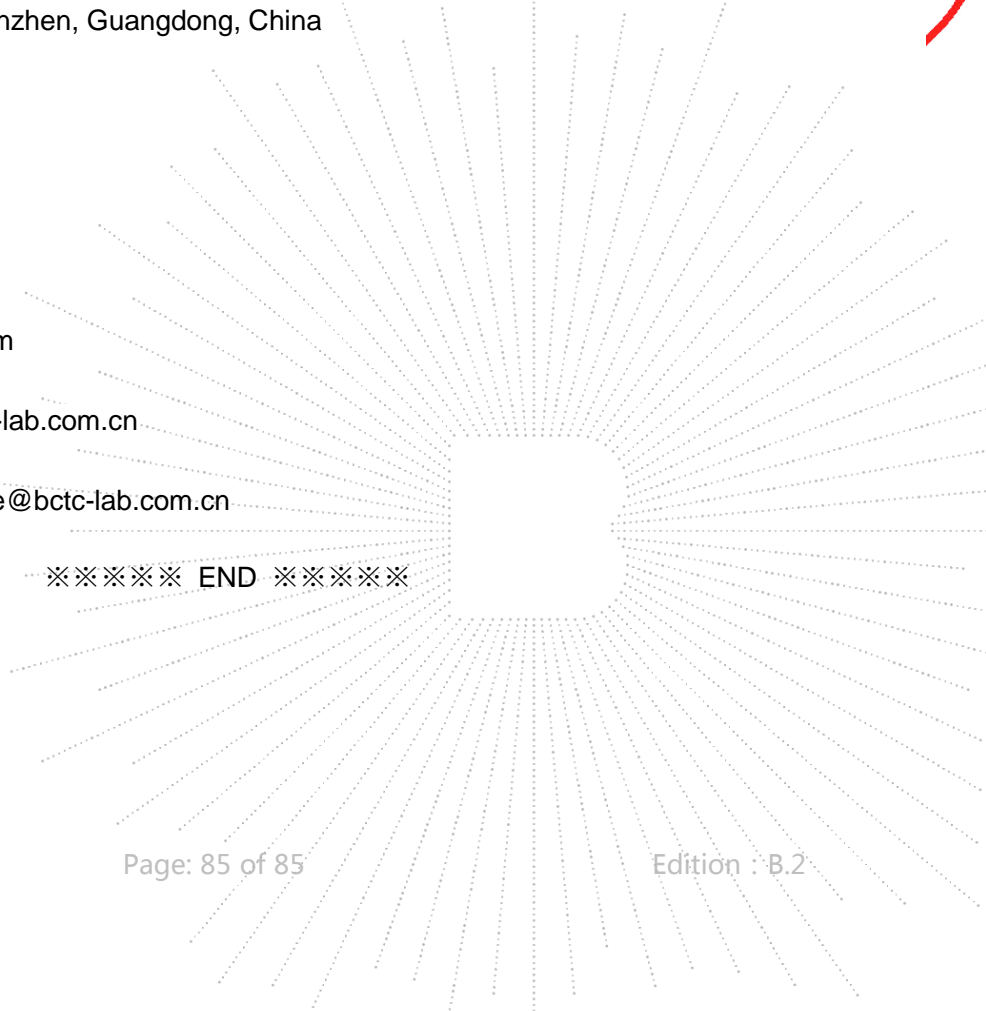 nzhen, Guangdong, China
m
-lab.com.cn
e@bctc-lab.com.cn
※※※※※ END ※※※※※
Page: 85 of 85 Edition : B.2